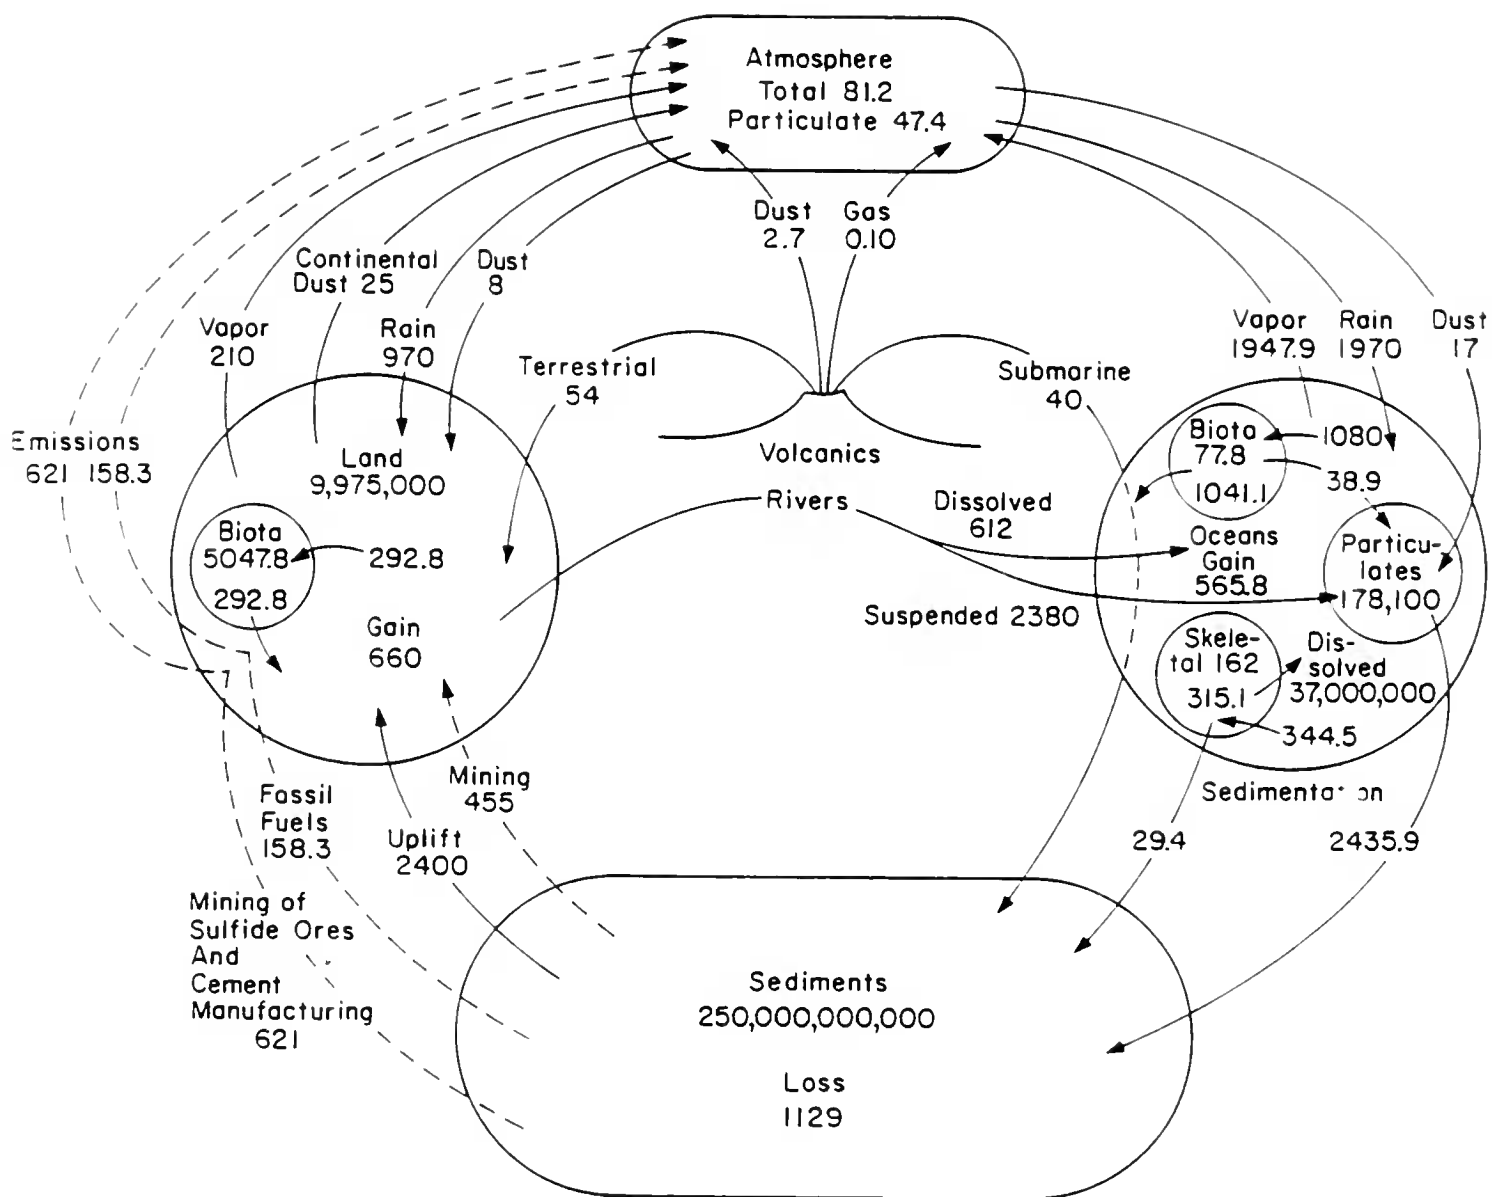 Atmosphere
Total 81.2
Particulate 47.4
Dust
2.7
Gas
0.10
Continental
Dust 25
Dust
8
Vapor
210
Rain
970
Terrestrial
54
Submarine
40
Vapor
1947.9
Rain
1970
Dust
17
Emissions
621 158.3
Land
9,975,000
Volcanics
Biota
77.8
1041.1
1080
38.9
Rivers
Dissolved
612
Biota
5047.8
292.8
292.8
Oceans
Gain
565.8
Particu-
lates
178,100
Suspended 2380
Gain
660
Skele-
tal 162
315.1
Dis-
solved
37,000,000
344.5
Mining
455
Fassil
Fuels
158.3
Uplift
2400
29.4
2435.9
Mining of
Sulfide Ores
And
Cement
Manufacturing
621
Sediments
250,000,000,000
Loss
1129